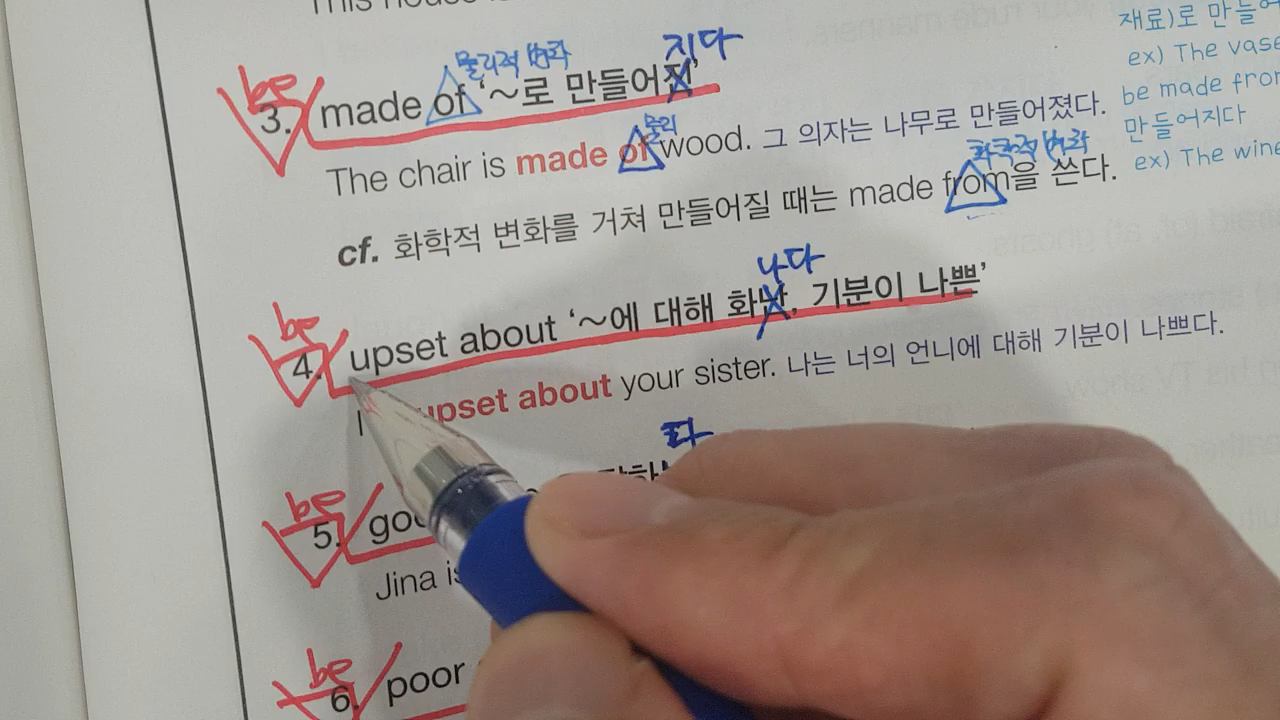 This house is
be 3. made of ‘~로 만들어진’ 물리적 변화 지다
The chair is made of wood. 그 의자는 나무로 만들어졌다. 물리
cf. 화학적 변화를 거쳐 만들어질 때는 made from을 쓴다. 화학적 변화
be 4. upset about ‘~에 대해 화난, 기분이 나쁜’ 나다
upset about your sister. 나는 너의 언니에 대해 기분이 나쁘다.
be 5.
Jina is
be 6. poor
재료)로 만들어
ex) The vase
be made from
만들어지다
ex) The wine